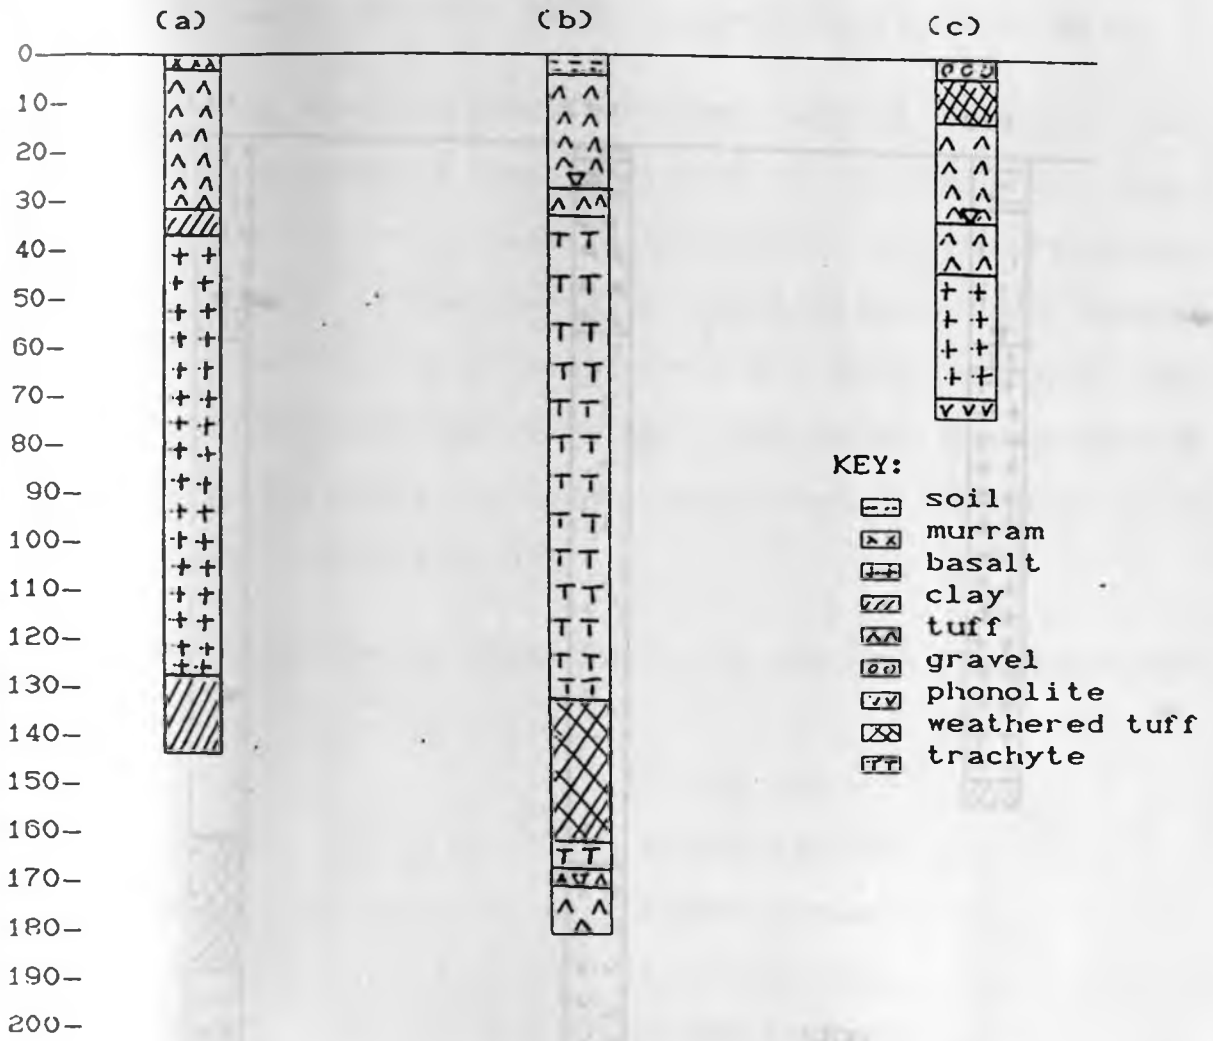 (a) (b) (c)
0
10
20
30
40
50
60
70
80
90
100
110
120
130
140
150
160
170
180
190
200
KEY:
soil
murram
basalt
clay
tuff
gravel
phonolite
weathered tuff
trachyte